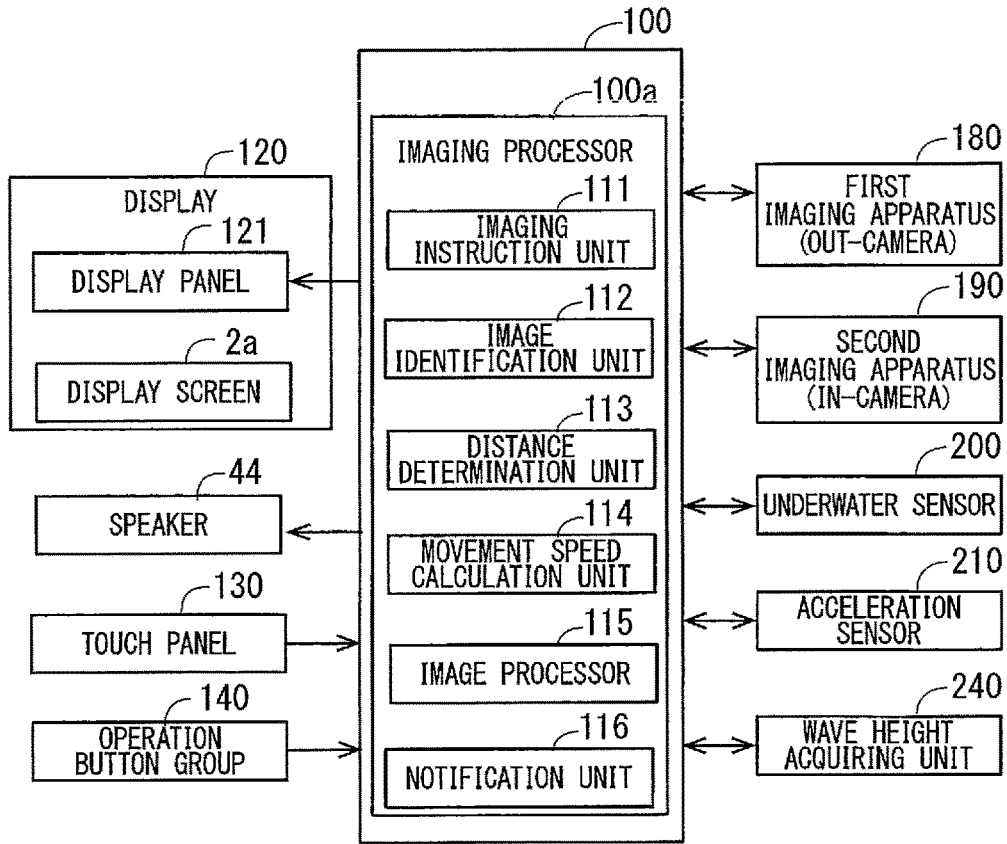 100
100a
IMAGING PROCESSOR
111
IMAGING
INSTRUCTION UNIT
112
IMAGE
IDENTIFICATION UNIT
113
DISTANCE
DETERMINATION UNIT
114
MOVEMENT SPEED
CALCULATION UNIT
115
IMAGE PROCESSOR
116
NOTIFICATION UNIT
120
DISPLAY
121
DISPLAY PANEL
2a
DISPLAY SCREEN
44
SPEAKER
130
TOUCH PANEL
140
OPERATION
BUTTON GROUP
180
FIRST
IMAGING APPARATUS
(OUT-CAMERA)
190
SECOND
IMAGING APPARATUS
(IN-CAMERA)
200
UNDERWATER SENSOR
210
ACCELERATION
SENSOR
240
WAVE HEIGHT
ACQUIRING UNIT